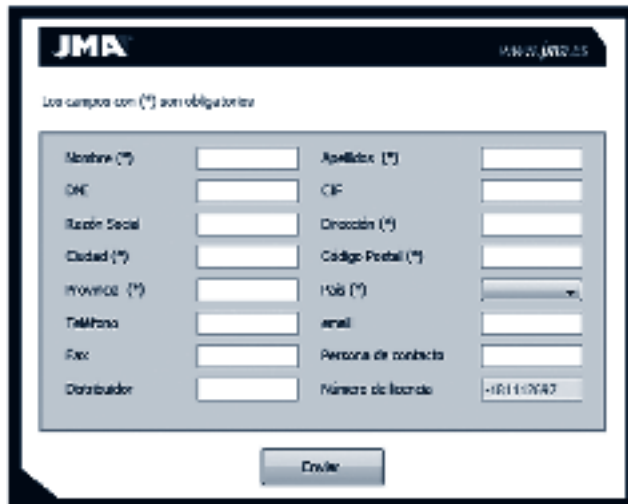 JMA
www.jma.es
Los campos con (*) son obligatorios
Nombre (*) Apellidos (*)
DNI CIF
Razón Social Dirección (*)
Ciudad (*) Código Postal (*)
Provincia (*) País (*)
Teléfono email
Fax Persona de contacto
Distribuidor Número de licencia
Enviar